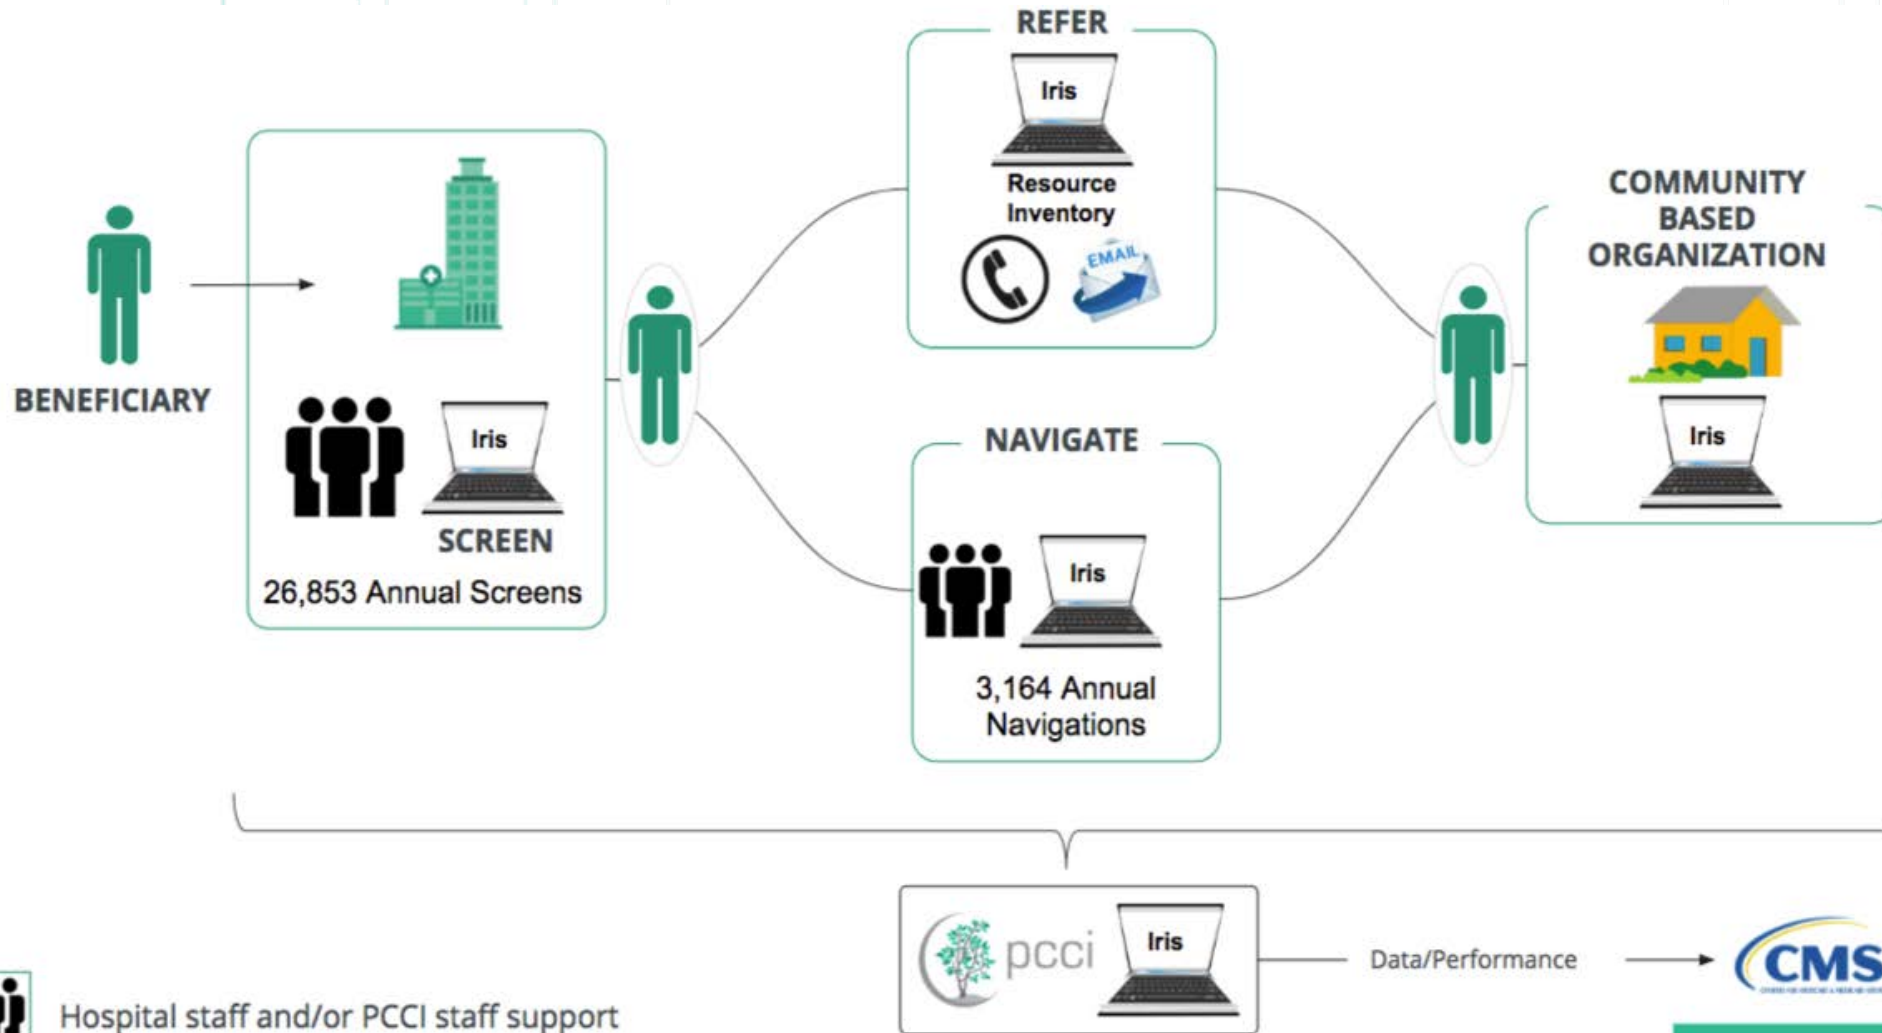 REFER
Iris
Resource
Inventory
EMAIL
COMMUNITY
BASED
ORGANIZATION
Iris
BENEFICIARY
Iris
SCREEN
26,853 Annual Screens
NAVIGATE
Iris
3,164 Annual
Navigations
pcci
Iris
Data/Performance
CMS
Hospital staff and/or PCCI staff support